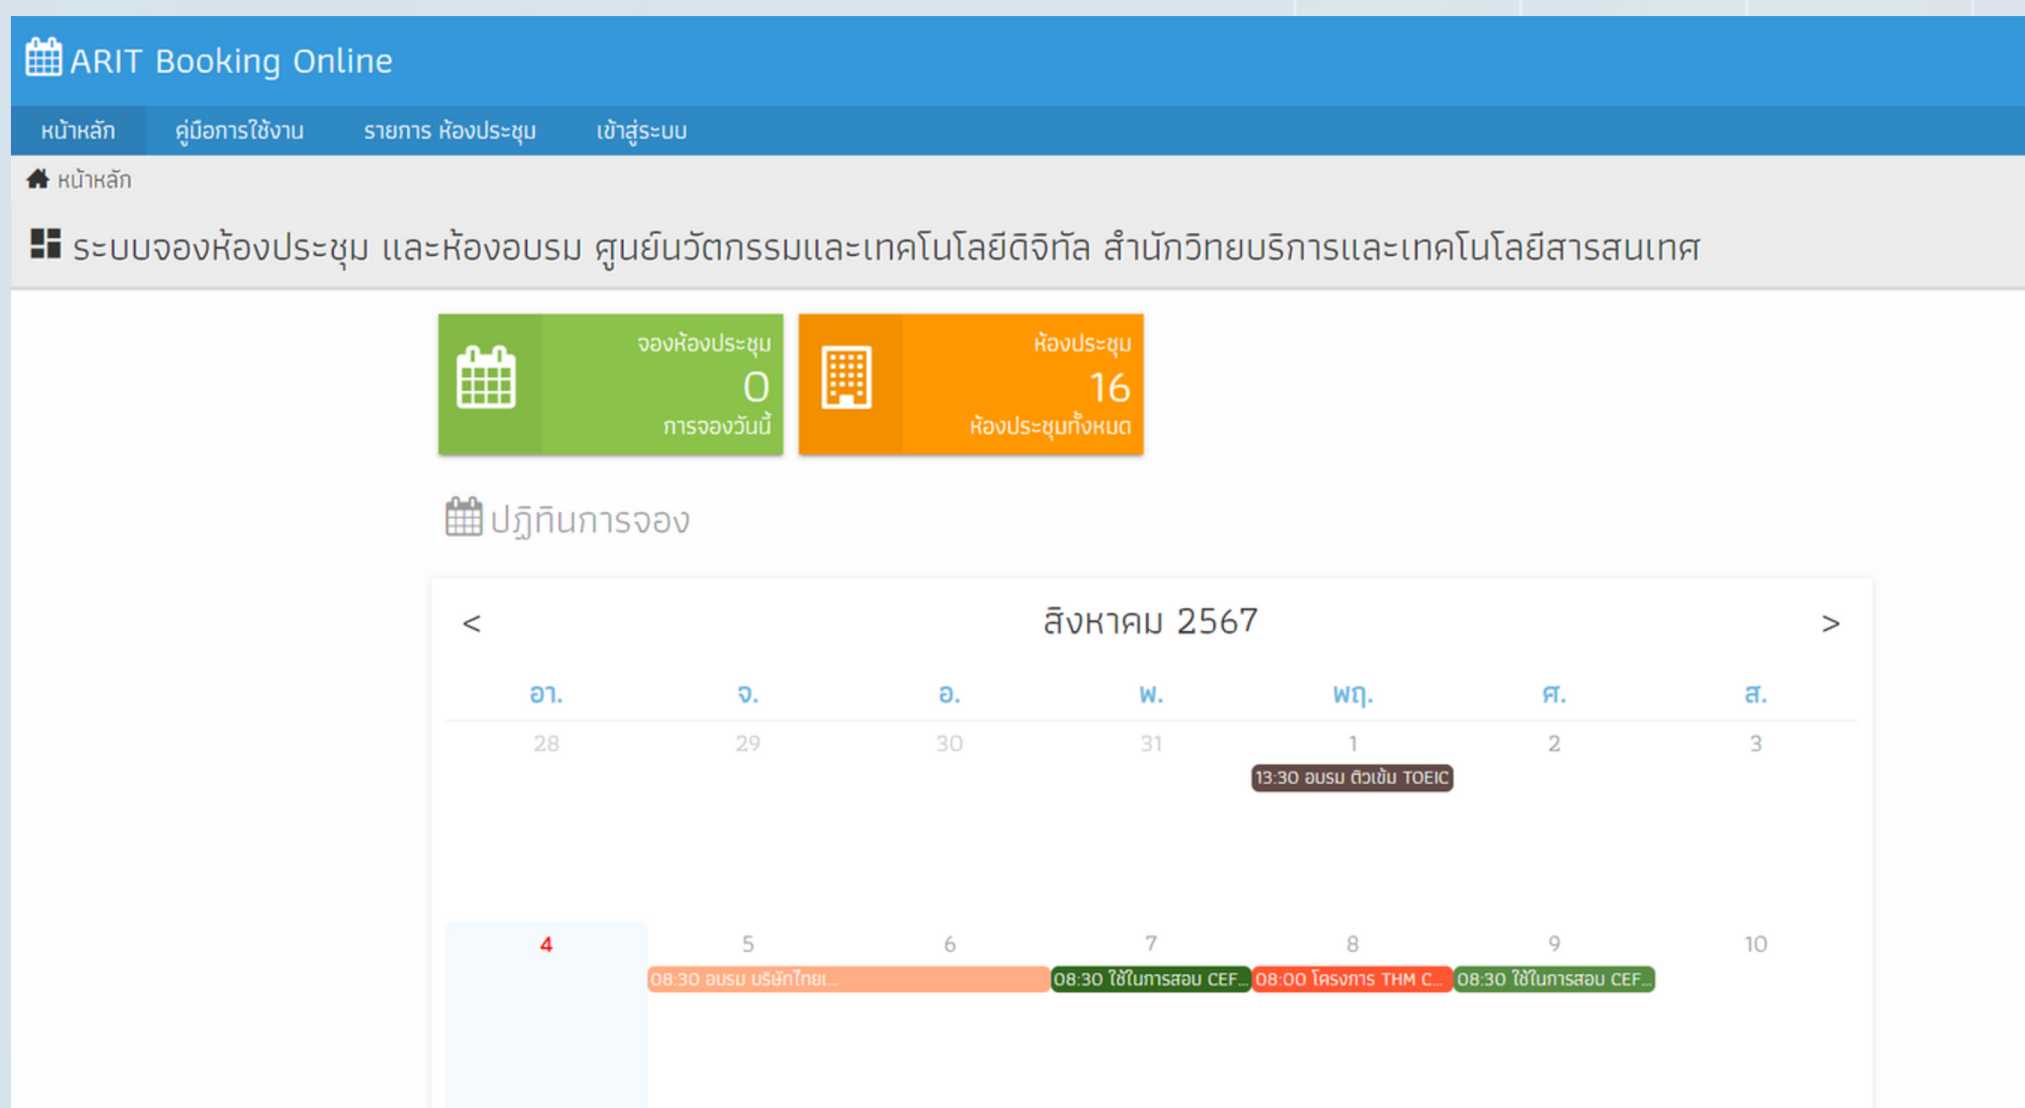 ARIT Booking Online
หน้าหลัก คู่มือการใช้งาน รายการ ห้องประชุม เข้าสู่ระบบ
หน้าหลัก
ระบบจองห้องประชุม และห้องอบรม ศูนย์นวัตกรรมและเทคโนโลยีดิจิทัล สำนักวิทยบริการและเทคโนโลยีสารสนเทศ
จองห้องประชุม
0
การจองวันนี้
ห้องประชุม
16
ห้องประชุมทั้งหมด
ปฏิทินการจอง
< สิงหาคม 2567 >
อา. จ. อ. พ. พฤ. ศ. ส.
28 29 30 31 1 2 3
13:30 อบรม ติวเข้ม TOEIC
4 5 6 7 8 9 10
08:30 อบรม บริษัทไทยเ... 08:30 ใช้ในการสอบ CEF... 08:00 โครงการ THM C... 08:30 ใช้ในการสอบ CEF...